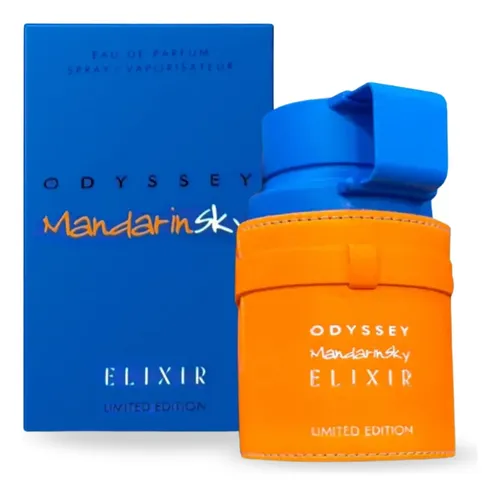 EAU DE PARFUM
SPRAY / VAPORISATEUR
ODYSSEY
Mandarinsky
ELIXIR
LIMITED EDITION
ODYSSEY
Mandarinsky
ELIXIR
LIMITED EDITION